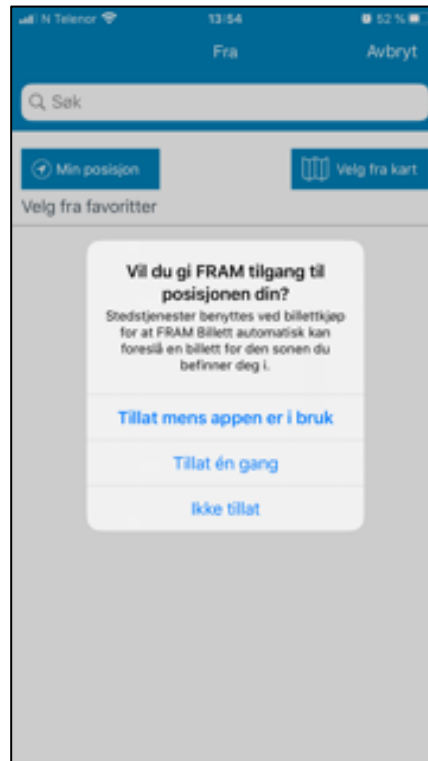 N Telenor 13:54 52 %
Fra Avbryt
Søk
Min posisjon Velg fra kart
Velg fra favoritter
Vil du gi FRAM tilgang til
posisjonen din?
Stedstjenester benyttes ved billettkjøp
for at FRAM Billett automatisk kan
foreslå en billett for den sonen du
befinner deg i.
Tillat mens appen er i bruk
Tillat én gang
Ikke tillat